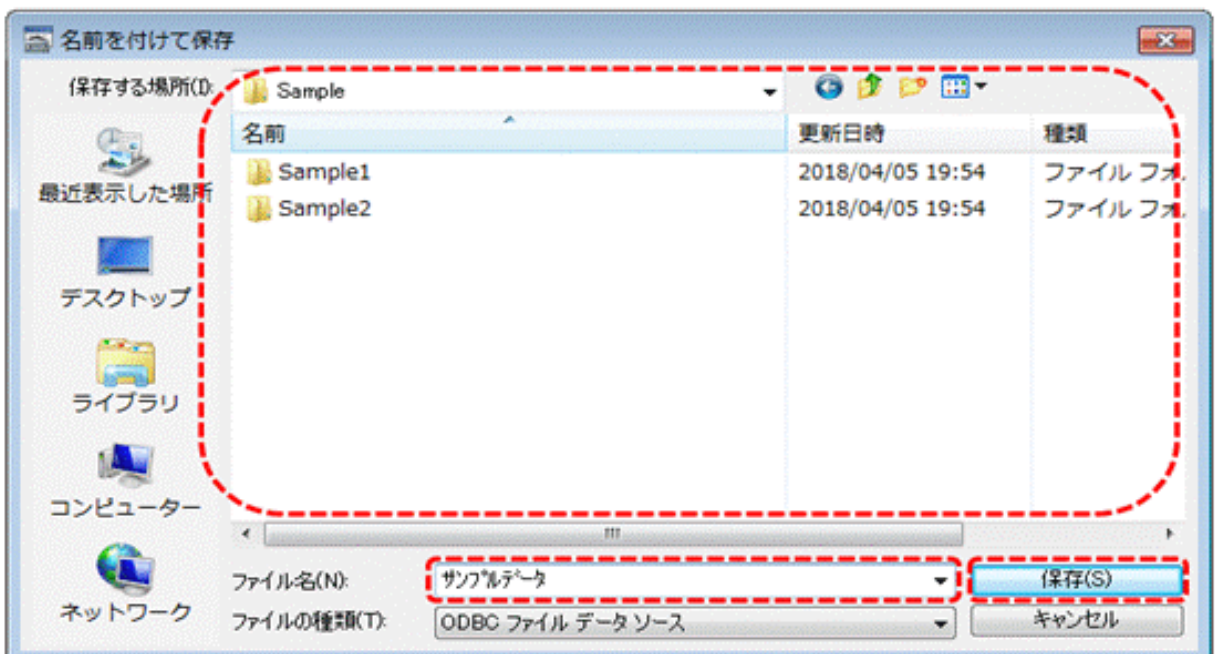 名前を付けて保存
保存する場所(I):
Sample
名前 更新日時 種類
Sample1 2018/04/05 19:54 ファイル フォ
Sample2 2018/04/05 19:54 ファイル フォ
最近表示した場所
デスクトップ
ライブラリ
コンピューター
ネットワーク
ファイル名(N): ｻﾝﾌﾟﾙﾃﾞｰﾀ 保存(S)
ファイルの種類(T): ODBC ファイル データ ソース キャンセル